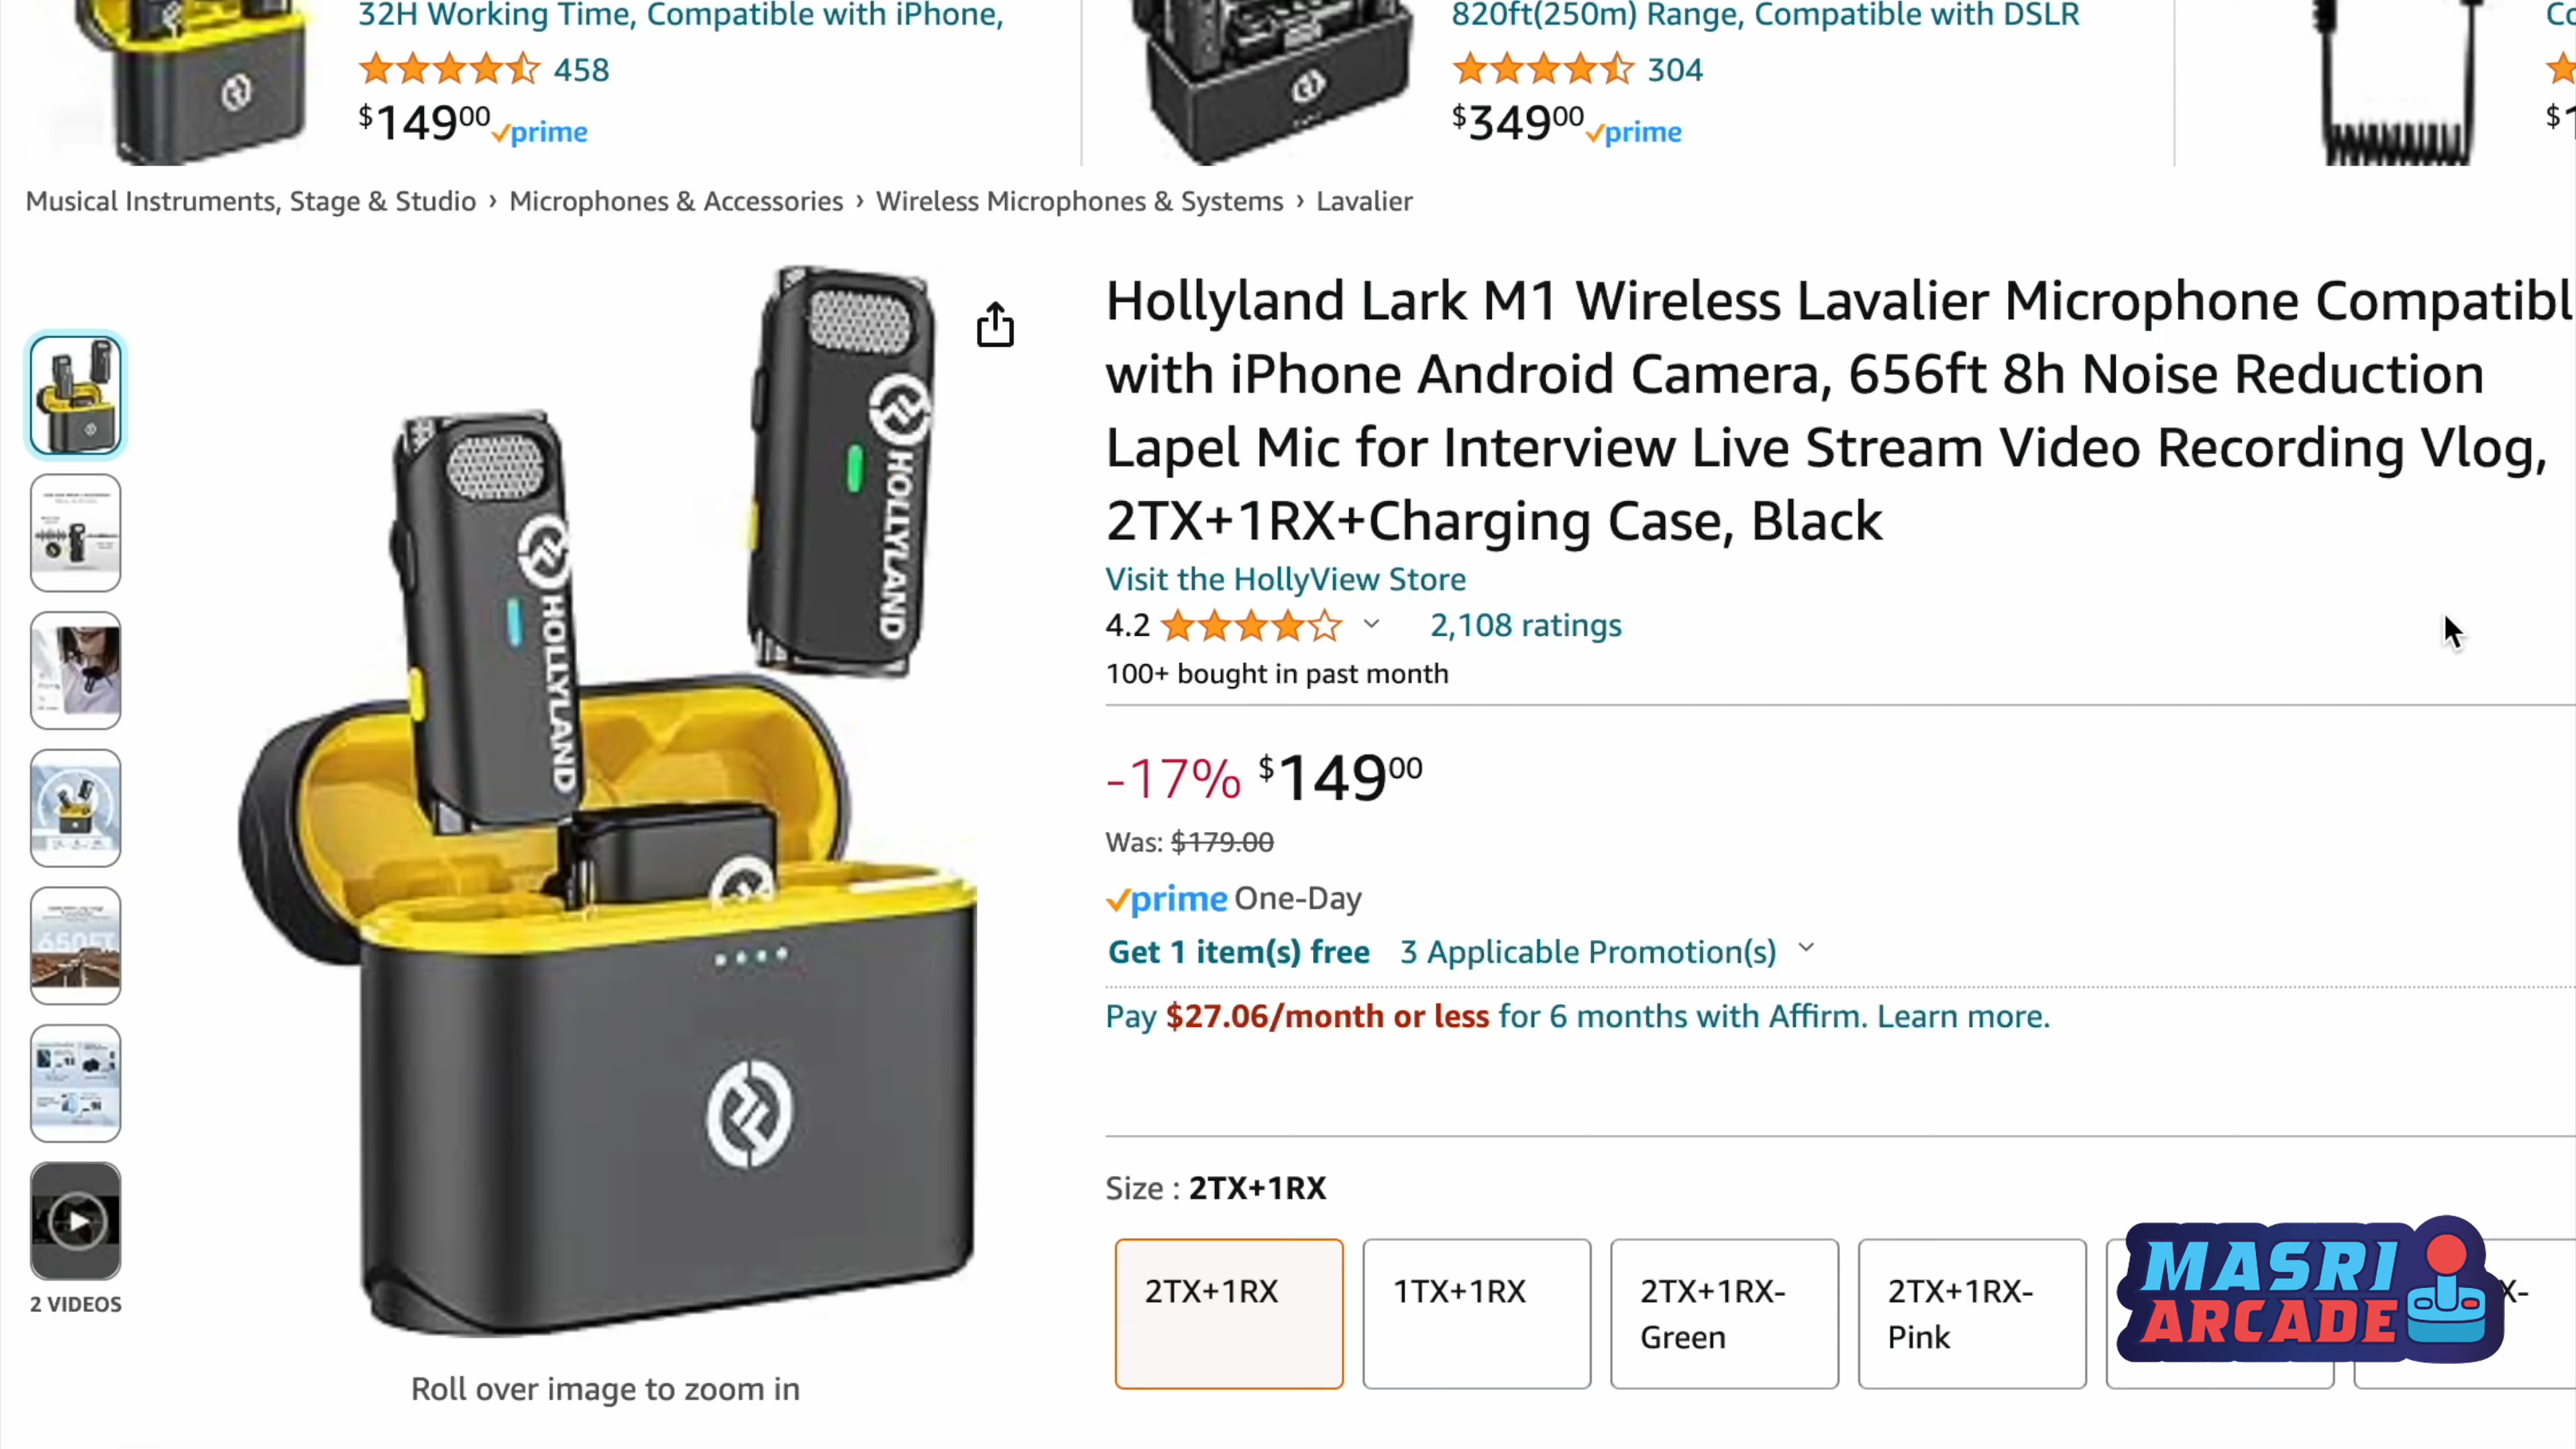 32H Working Time, Compatible with iPhone,
458
$149.00 prime
820ft(250m) Range, Compatible with DSLR
304
$349.00 prime
Musical Instruments, Stage & Studio › Microphones & Accessories › Wireless Microphones & Systems › Lavalier
HOLLYLAND
HOLLYLAND
650FT
2 VIDEOS
Roll over image to zoom in
Hollyland Lark M1 Wireless Lavalier Microphone Compatibl
with iPhone Android Camera, 656ft 8h Noise Reduction
Lapel Mic for Interview Live Stream Video Recording Vlog,
2TX+1RX+Charging Case, Black
Visit the HollyView Store
4.2 2,108 ratings
100+ bought in past month
-17% $149.00
Was: $179.00
prime One-Day
Get 1 item(s) free 3 Applicable Promotion(s)
Pay $27.06/month or less for 6 months with Affirm. Learn more.
Size : 2TX+1RX
2TX+1RX
1TX+1RX
2TX+1RX-
Green
2TX+1RX-
Pink
X-
MASRI
ARCADE